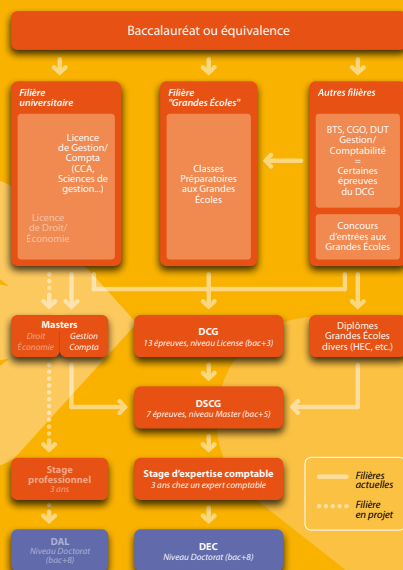 Baccalauréat ou équivalence
Filière
universitaire
Licence
de Gestion/
Compta
(CCA,
Sciences de
gestion...)
Licence
de Droit/
Économie
Filière
"Grandes Écoles"
Classes
Préparatoires
aux Grandes
Écoles
Autres filières
BTS, CGO, DUT
Gestion/
Comptabilité
=
Certaines
épreuves
du DCG
Concours
d'entrées aux
Grandes Écoles
Masters
Droit
Économie
Gestion
Compta
DCG
13 épreuves, niveau License (bac+3)
Diplômes
Grandes Écoles
divers (HEC, etc.)
DSCG
7 épreuves, niveau Master (bac+5)
Stage
professionnel
3 ans
Stage d'expertise comptable
3 ans chez un expert comptable
Filières
actuelles
Filière
en projet
DAL
Niveau Doctorat
(bac+8)
DEC
Niveau Doctorat (bac+8)